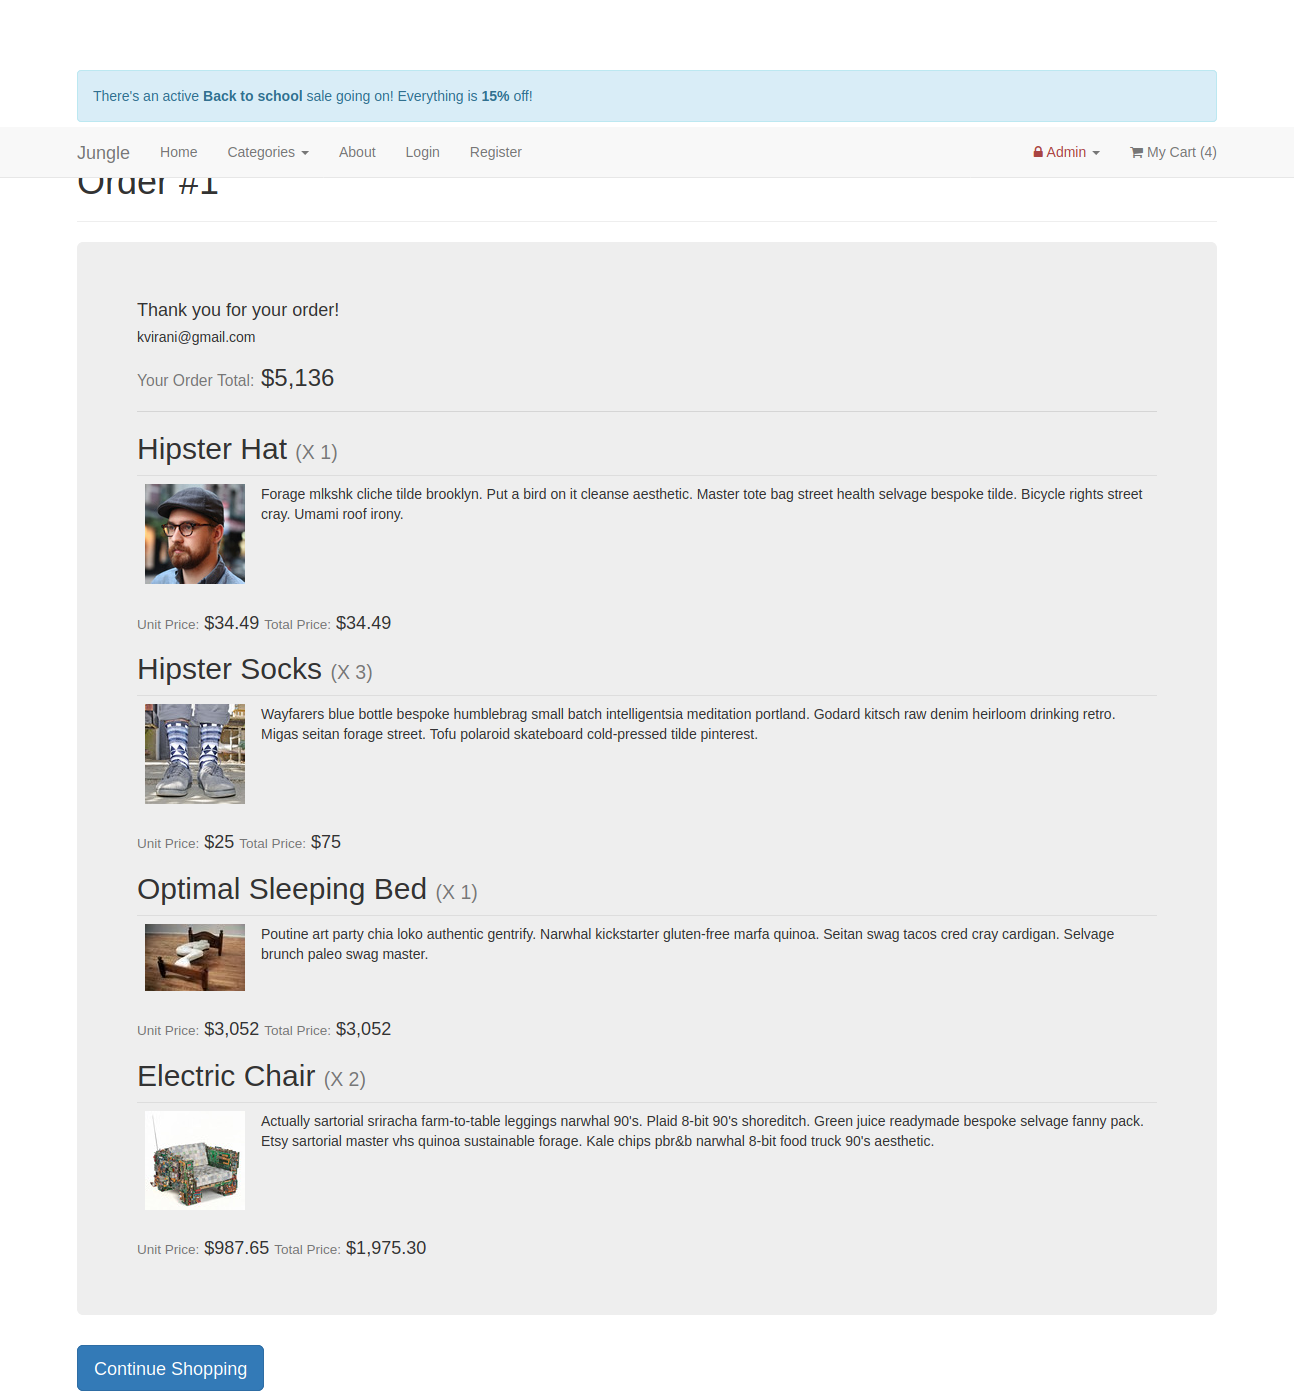 There's an active Back to school sale going on! Everything is 15% off!
Jungle Home Categories About Login Register Admin My Cart (4)
Order #1
Thank you for your order!
kvirani@gmail.com
Your Order Total: $5,136
Hipster Hat (X 1)
Forage mlkshk cliche tilde brooklyn. Put a bird on it cleanse aesthetic. Master tote bag street health selvage bespoke tilde. Bicycle rights street
cray. Umami roof irony.
Unit Price: $34.49 Total Price: $34.49
Hipster Socks (X 3)
Wayfarers blue bottle bespoke humblebrag small batch intelligentsia meditation portland. Godard kitsch raw denim heirloom drinking retro.
Migas seitan forage street. Tofu polaroid skateboard cold-pressed tilde pinterest.
Unit Price: $25 Total Price: $75
Optimal Sleeping Bed (X 1)
Poutine art party chia loko authentic gentrify. Narwhal kickstarter gluten-free marfa quinoa. Seitan swag tacos cred cray cardigan. Selvage
brunch paleo swag master.
Unit Price: $3,052 Total Price: $3,052
Electric Chair (X 2)
Actually sartorial sriracha farm-to-table leggings narwhal 90's. Plaid 8-bit 90's shoreditch. Green juice readymade bespoke selvage fanny pack.
Etsy sartorial master vhs quinoa sustainable forage. Kale chips pbr&b narwhal 8-bit food truck 90's aesthetic.
Unit Price: $987.65 Total Price: $1,975.30
Continue Shopping